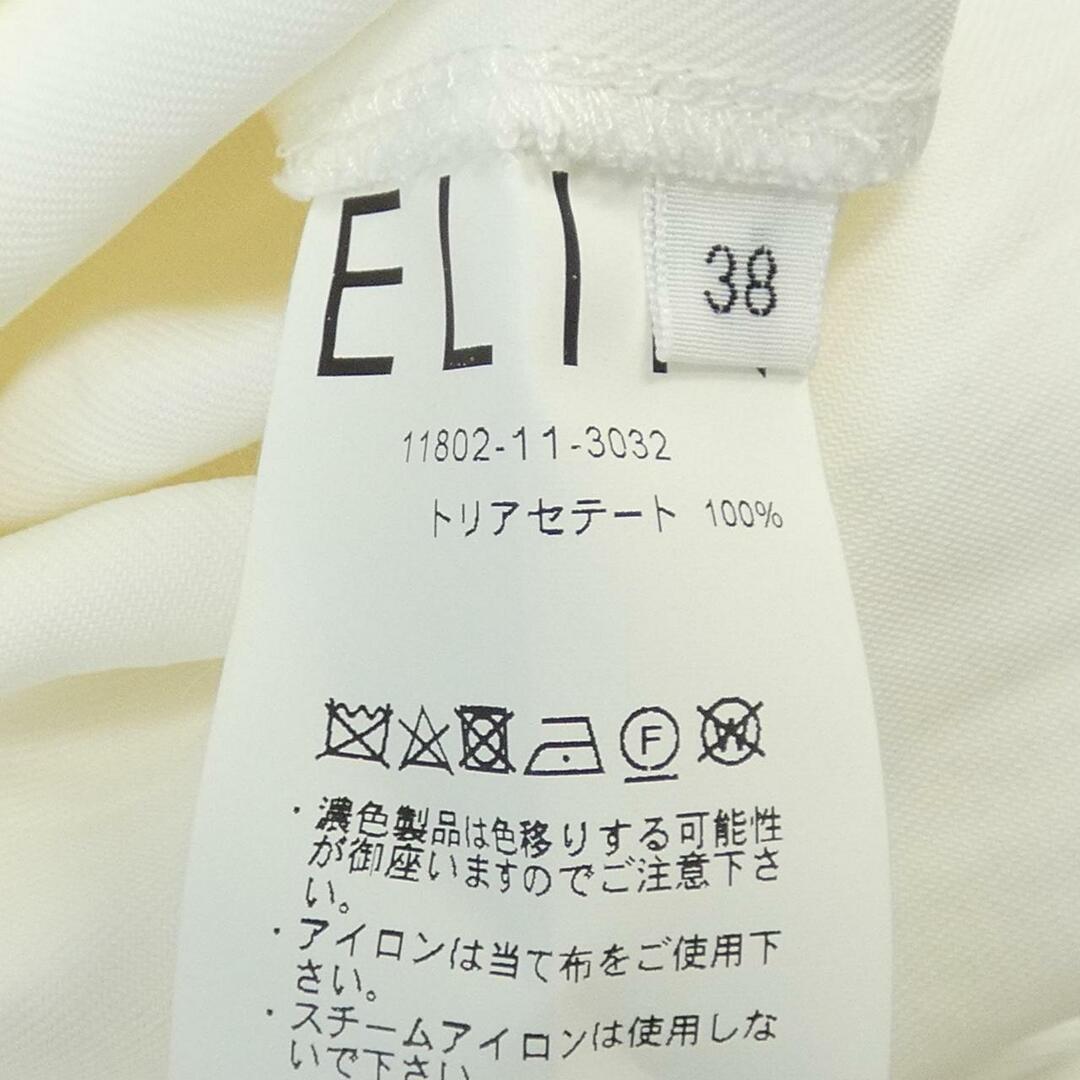 38
11802-11-3032
トリアセテート 100%
F
W
・濃色製品は色移りする可能性
が御座いますのでご注意下さ
い。
・アイロンは当て布をご使用下
さい。
・スチームアイロンは使用しな
いで下さい